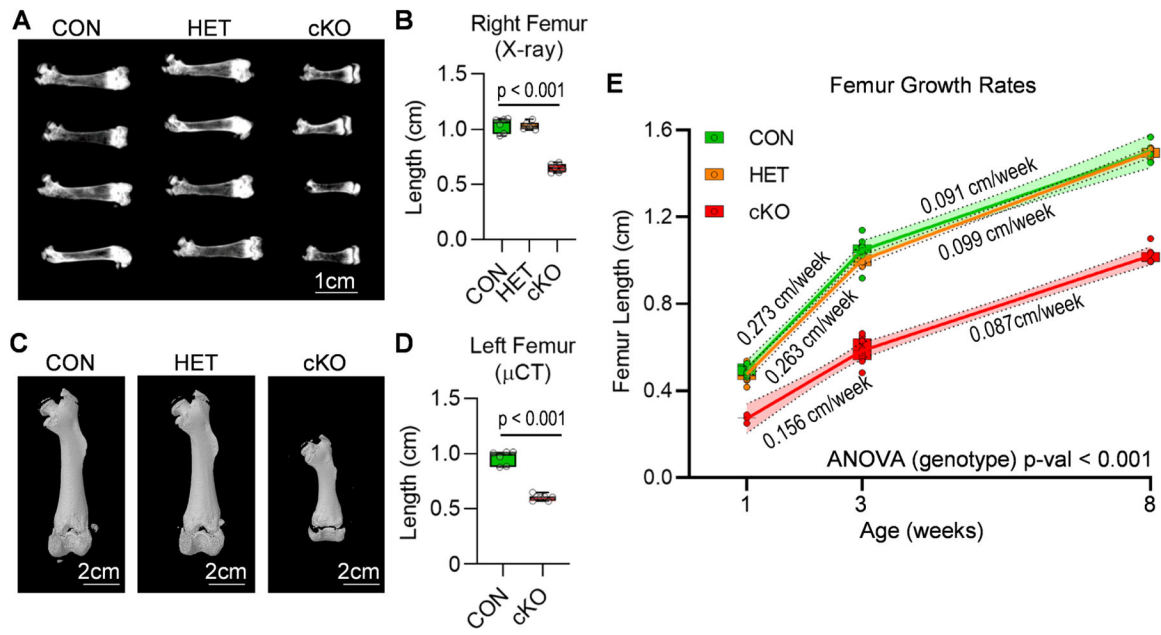 A
CON HET cKO
1cm
B
Right Femur
(X-ray)
p < 0.001
Length (cm)
1.5
1.0
0.5
0.0
CON
HET
cKO
C
CON HET cKO
2cm 2cm 2cm
D
Left Femur
(μCT)
p < 0.001
Length (cm)
1.5
1.0
0.5
0
CON
cKO
E
Femur Growth Rates
CON
HET
cKO
Femur Length (cm)
1.6
1.2
0.8
0.4
0.0
0.273 cm/week
0.263 cm/week
0.156 cm/week
0.091 cm/week
0.099 cm/week
0.087cm/week
ANOVA (genotype) p-val < 0.001
1 3 8
Age (weeks)